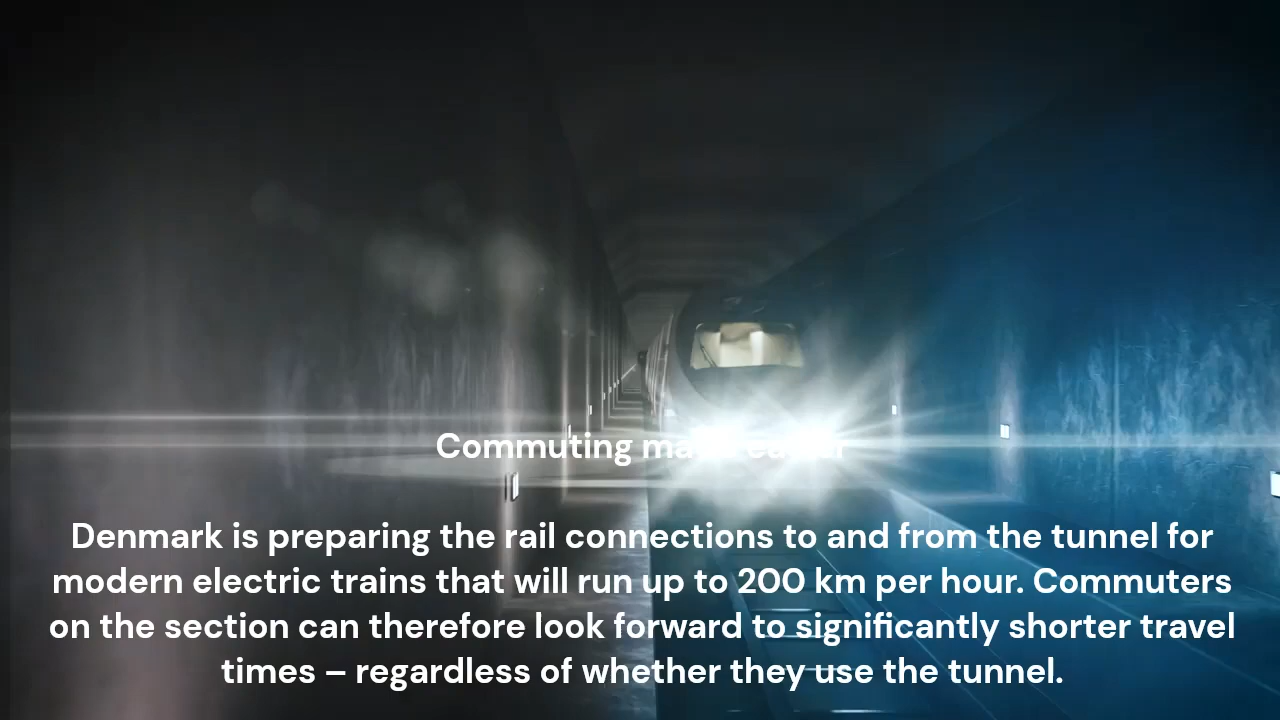 Commuting made easier
Denmark is preparing the rail connections to and from the tunnel for
modern electric trains that will run up to 200 km per hour. Commuters
on the section can therefore look forward to significantly shorter travel
times – regardless of whether they use the tunnel.